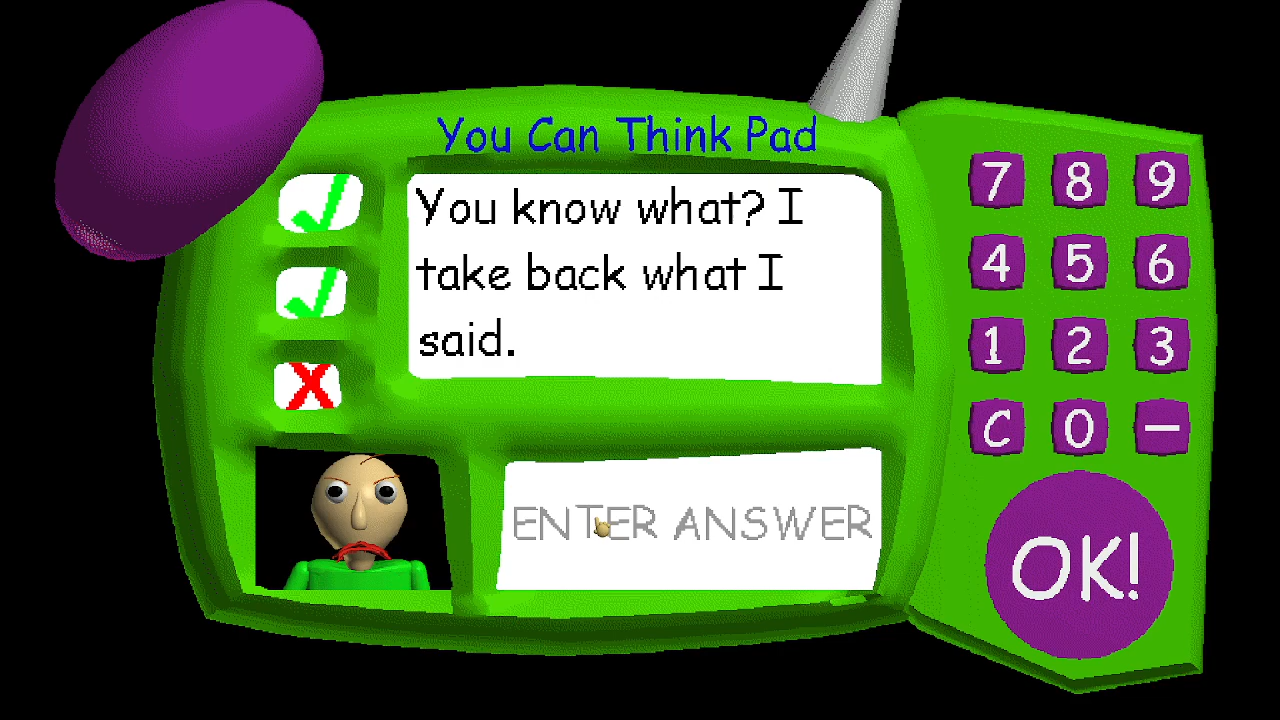 You Can Think Pad
You know what? I
take back what I
said.
ENTER ANSWER
7 8 9
4 5 6
1 2 3
C 0 –
OK!